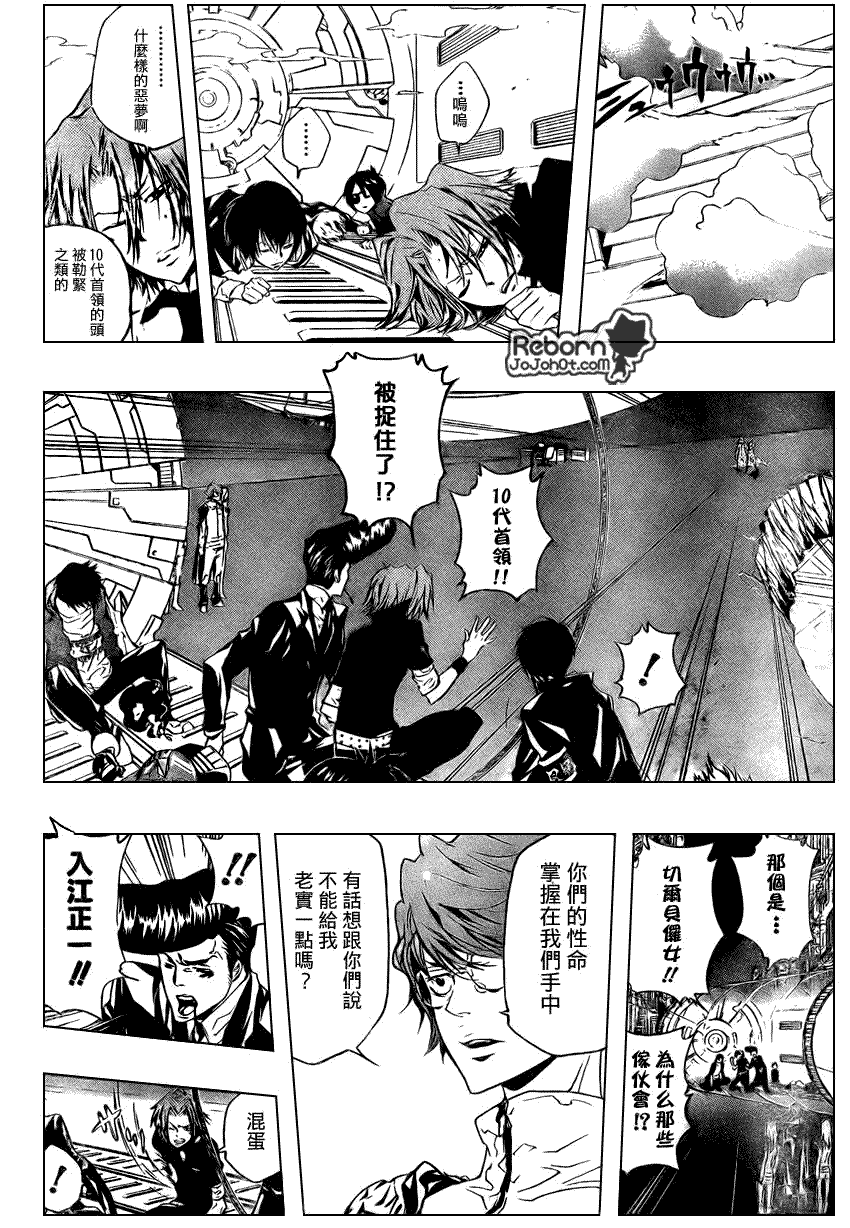 ウウウッ…
…嗚嗚
……
…………
什麼樣的惡夢啊
10代首領的頭
被勒緊
之類的
Reborn
JoJoHot.com
10代首領!!
被捉住了!?
!
那個是…
切爾貝儸女!!
為什么那些
傢伙會!?
你們的性命
掌握在我們手中
有話想跟你們說
不能給我
老實一點嗎?
!!
入江正一!!
混蛋
!